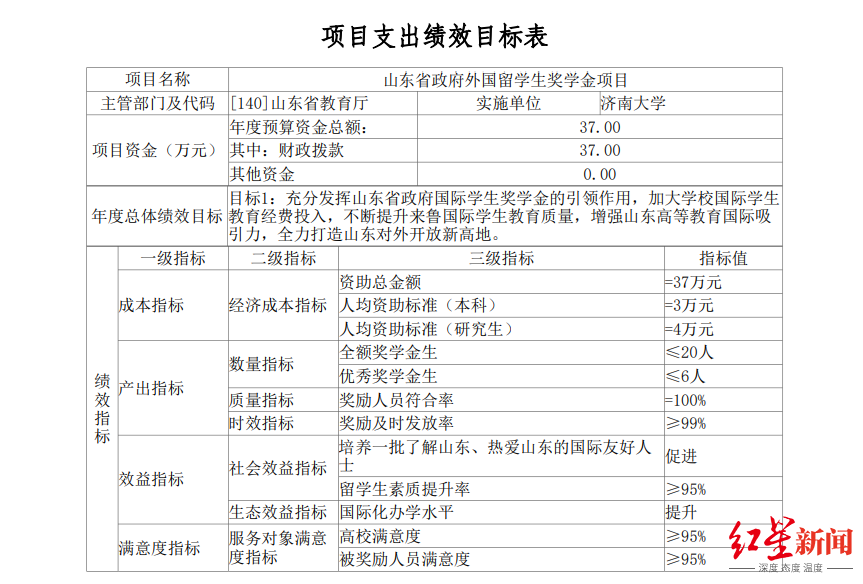 项目支出绩效目标表
项目名称 山东省政府外国留学生奖学金项目
主管部门及代码 [140]山东省教育厅 实施单位 济南大学
项目资金（万元） 年度预算资金总额： 37.00
其中：财政拨款 37.00
其他资金 0.00
年度总体绩效目标 目标1：充分发挥山东省政府国际学生奖学金的引领作用，加大学校国际学生
教育经费投入，不断提升来鲁国际学生教育质量，增强山东高等教育国际吸
引力，全力打造山东对外开放新高地。
绩效指标 一级指标 二级指标 三级指标 指标值
成本指标 经济成本指标 资助总金额 =37万元
人均资助标准（本科） =3万元
人均资助标准（研究生） =4万元
产出指标 数量指标 全额奖学金生 ≤20人
优秀奖学金生 ≤6人
质量指标 奖励人员符合率 =100%
时效指标 奖励及时发放率 ≥99%
效益指标 社会效益指标 培养一批了解山东、热爱山东的国际友好人
士 促进
留学生素质提升率 ≥95%
生态效益指标 国际化办学水平 提升
满意度指标 服务对象满意
度指标 高校满意度 ≥95%
被奖励人员满意度 ≥95%
红星新闻
深度 态度 温度